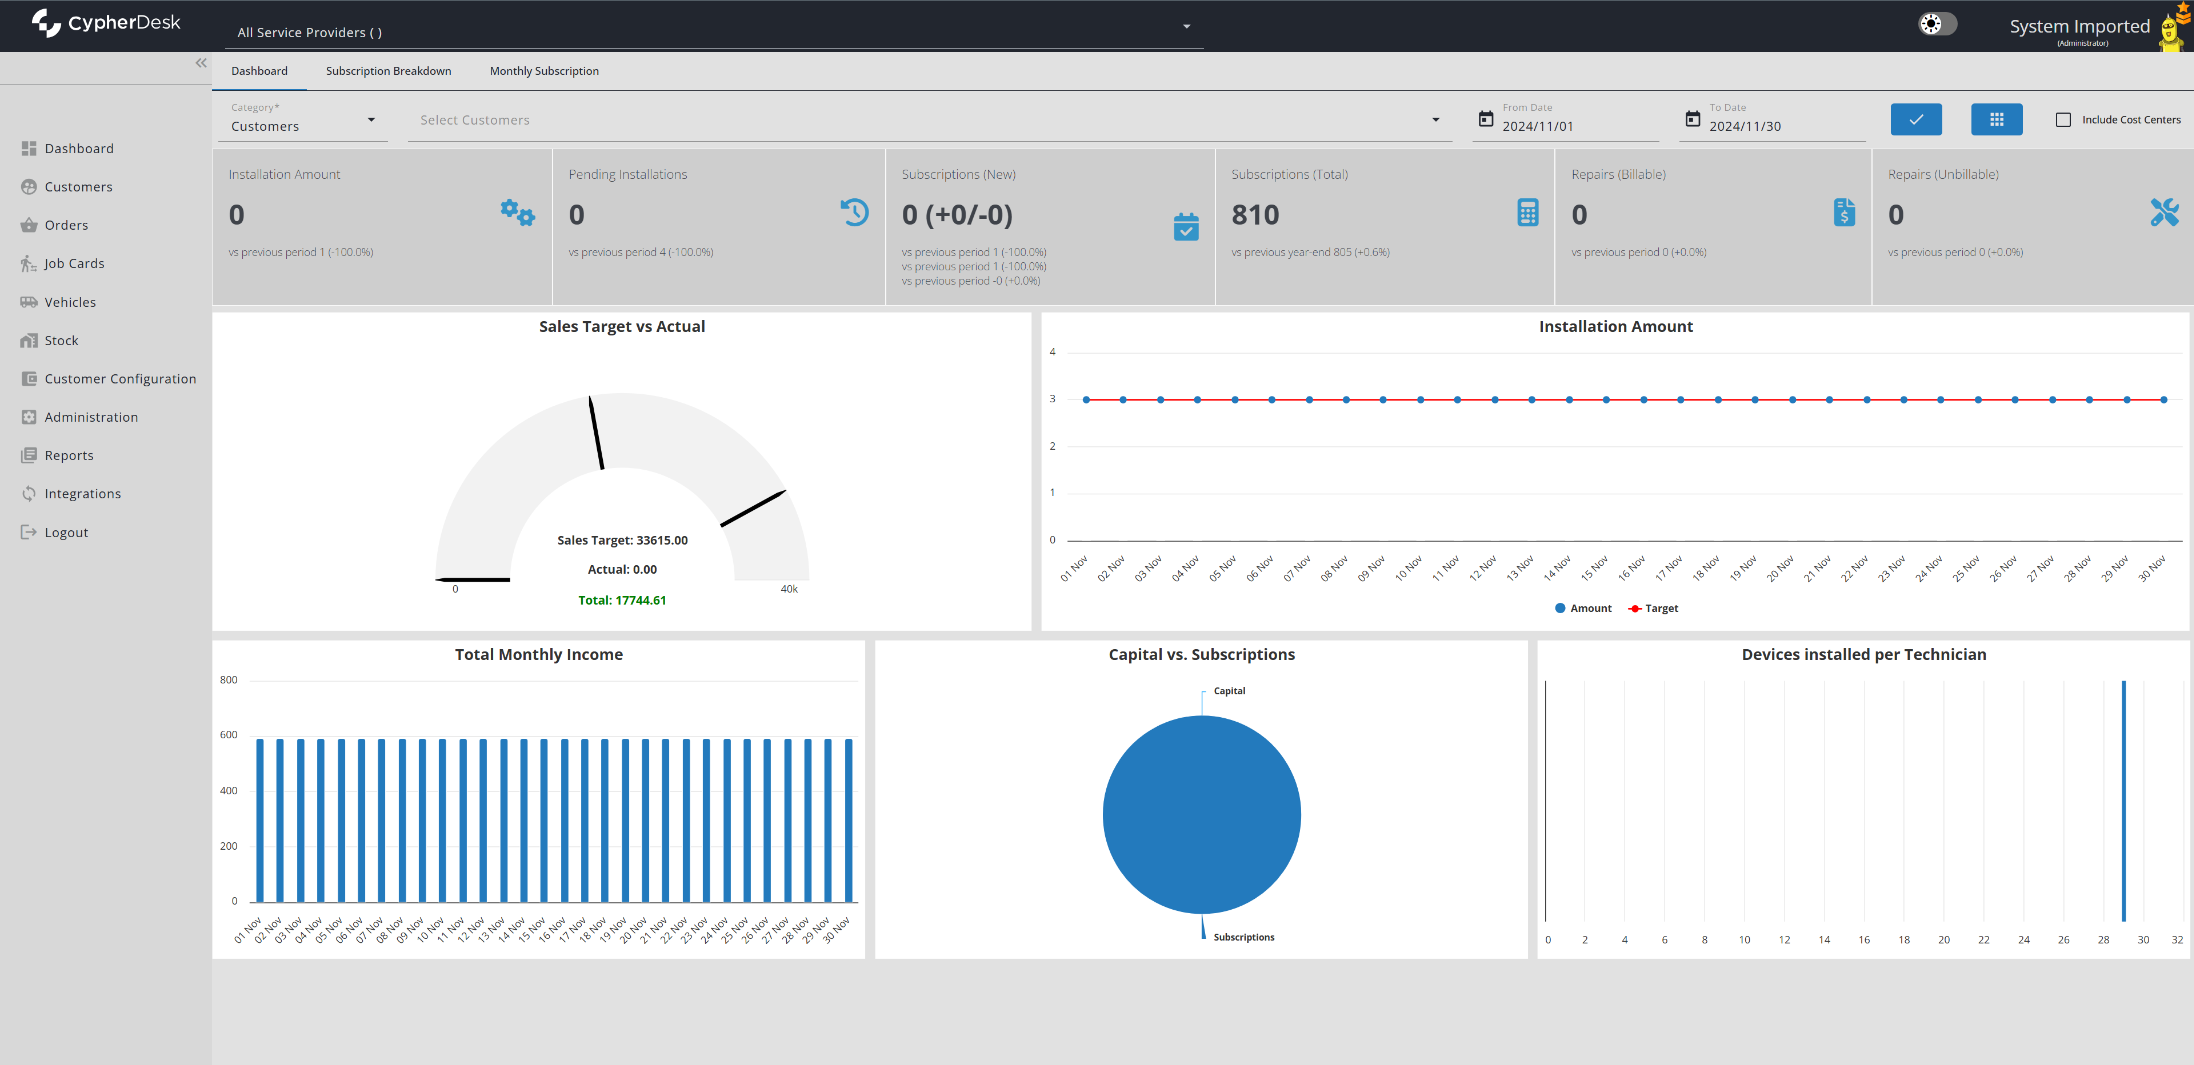 CypherDesk
All Service Providers ( )
System Imported
(Administrator)
Dashboard
Subscription Breakdown
Monthly Subscription
Category*
Customers
Select Customers
From Date
2024/11/01
To Date
2024/11/30
Include Cost Centers
Dashboard
Customers
Orders
Job Cards
Vehicles
Stock
Customer Configuration
Administration
Reports
Integrations
Logout
Installation Amount
0
vs previous period 1 (-100.0%)
Pending Installations
0
vs previous period 4 (-100.0%)
Subscriptions (New)
0 (+0/-0)
vs previous period 1 (-100.0%)
vs previous period 1 (-100.0%)
vs previous period -0 (+0.0%)
Subscriptions (Total)
810
vs previous year-end 805 (+0.6%)
Repairs (Billable)
0
vs previous period 0 (+0.0%)
Repairs (Unbillable)
0
vs previous period 0 (+0.0%)
Sales Target vs Actual
Sales Target: 33615.00
Actual: 0.00
Total: 17744.61
0
40k
Installation Amount
4
3
2
1
0
01 Nov 02 Nov 03 Nov 04 Nov 05 Nov 06 Nov 07 Nov 08 Nov 09 Nov 10 Nov 11 Nov 12 Nov 13 Nov 14 Nov 15 Nov 16 Nov 17 Nov 18 Nov 19 Nov 20 Nov 21 Nov 22 Nov 23 Nov 24 Nov 25 Nov 26 Nov 27 Nov 28 Nov 29 Nov 30 Nov
Amount Target
Total Monthly Income
800
600
400
200
0
01 Nov 02 Nov 03 Nov 04 Nov 05 Nov 06 Nov 07 Nov 08 Nov 09 Nov 10 Nov 11 Nov 12 Nov 13 Nov 14 Nov 15 Nov 16 Nov 17 Nov 18 Nov 19 Nov 20 Nov 21 Nov 22 Nov 23 Nov 24 Nov 25 Nov 26 Nov 27 Nov 28 Nov 29 Nov 30 Nov
Capital vs. Subscriptions
Capital
Subscriptions
Devices installed per Technician
0 2 4 6 8 10 12 14 16 18 20 22 24 26 28 30 32